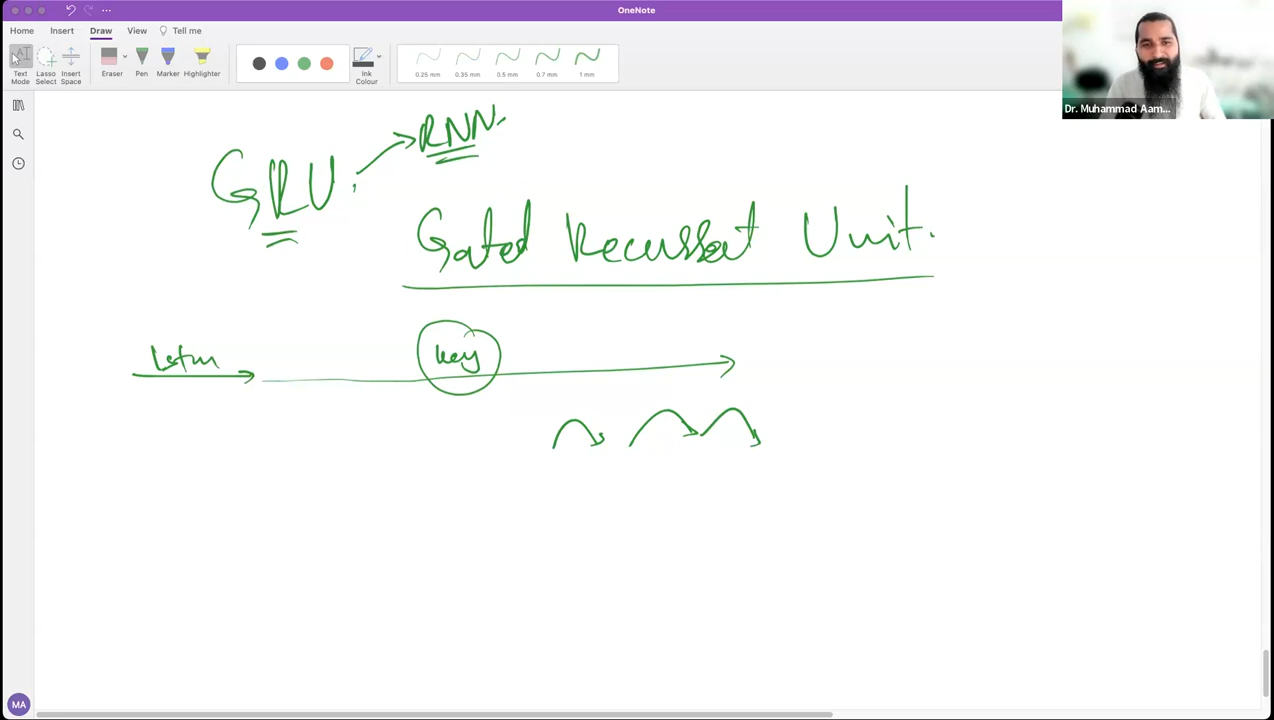 OneNote
Home Insert Draw View Tell me
Text Mode
Lasso Select
Insert Space
Eraser
Pen
Marker
Highlighter
Ink Colour
0.25 mm
0.35 mm
0.5 mm
0.7 mm
1 mm
Dr. Muhammad Aam...
RNN.
GRU.
Gated Recurrent Unit.
lstm
key
MA